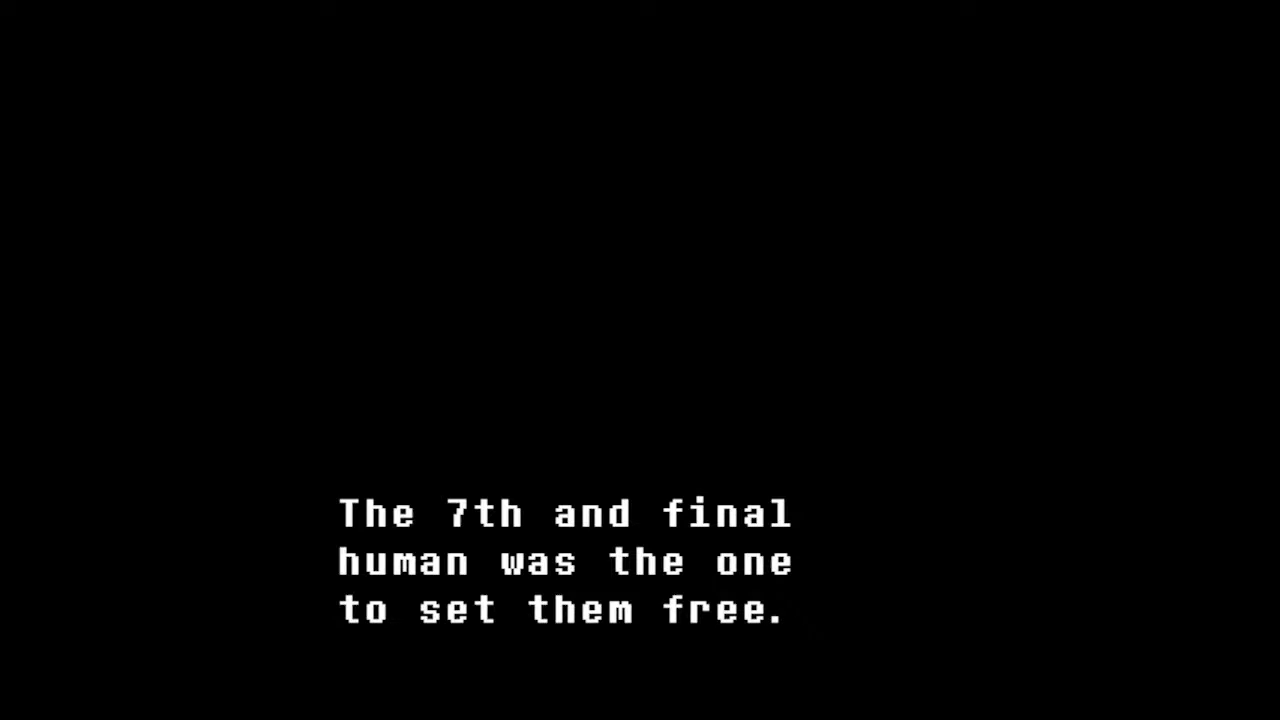 The 7th and final
human was the one
to set them free.